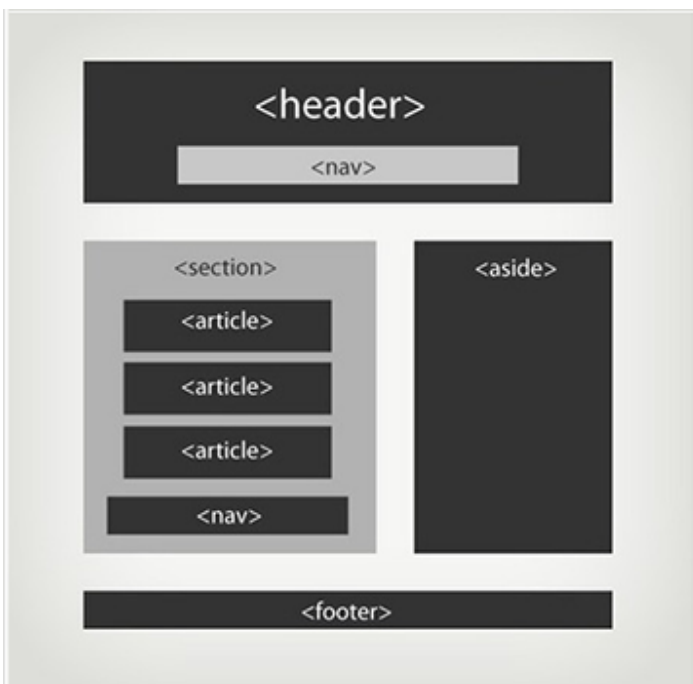 <header>
<nav>
<section>
<article>
<article>
<article>
<nav>
<aside>
<footer>